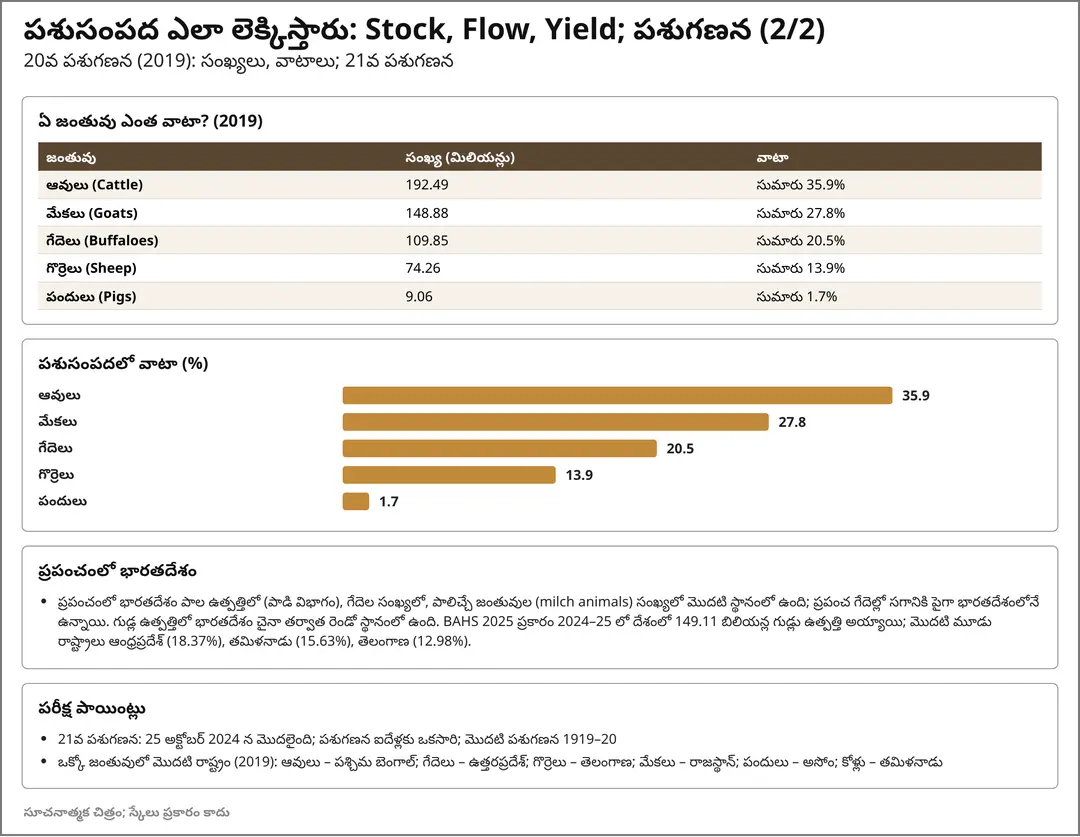 పశుసంపద ఎలా లెక్కిస్తారు: Stock, Flow, Yield; పశుగణన (2/2)
20వ పశుగణన (2019): సంఖ్యలు, వాటాలు; 21వ పశుగణన
ఏ జంతువు ఎంత వాటా? (2019)
జంతువు సంఖ్య (మిలియన్లు) వాటా
ఆవులు (Cattle) 192.49 సుమారు 35.9%
మేకలు (Goats) 148.88 సుమారు 27.8%
గేదెలు (Buffaloes) 109.85 సుమారు 20.5%
గొర్రెలు (Sheep) 74.26 సుమారు 13.9%
పందులు (Pigs) 9.06 సుమారు 1.7%
పశుసంపదలో వాటా (%)
ఆవులు 35.9
మేకలు 27.8
గేదెలు 20.5
గొర్రెలు 13.9
పందులు 1.7
ప్రపంచంలో భారతదేశం
• ప్రపంచంలో భారతదేశం పాల ఉత్పత్తిలో (పాడి విభాగం), గేదెల సంఖ్యలో, పాలిచ్చే జంతువుల (milch animals) సంఖ్యలో మొదటి స్థానంలో ఉంది; ప్రపంచ గేదెల్లో సగానికి పైగా భారతదేశంలోనే
ఉన్నాయి. గుడ్ల ఉత్పత్తిలో భారతదేశం చైనా తర్వాత రెండో స్థానంలో ఉంది. BAHS 2025 ప్రకారం 2024–25 లో దేశంలో 149.11 బిలియన్ల గుడ్లు ఉత్పత్తి అయ్యాయి; మొదటి మూడు
రాష్ట్రాలు ఆంధ్రప్రదేశ్ (18.37%), తమిళనాడు (15.63%), తెలంగాణ (12.98%).
పరీక్ష పాయింట్లు
• 21వ పశుగణన: 25 అక్టోబర్ 2024 న మొదలైంది; పశుగణన ఐదేళ్లకు ఒకసారి; మొదటి పశుగణన 1919–20
• ఒక్కో జంతువులో మొదటి రాష్ట్రం (2019): ఆవులు – పశ్చిమ బెంగాల్; గేదెలు – ఉత్తరప్రదేశ్; గొర్రెలు – తెలంగాణ; మేకలు – రాజస్థాన్; పందులు – అసోం; కోళ్లు – తమిళనాడు
సూచనాత్మక చిత్రం; స్కేలు ప్రకారం కాదు